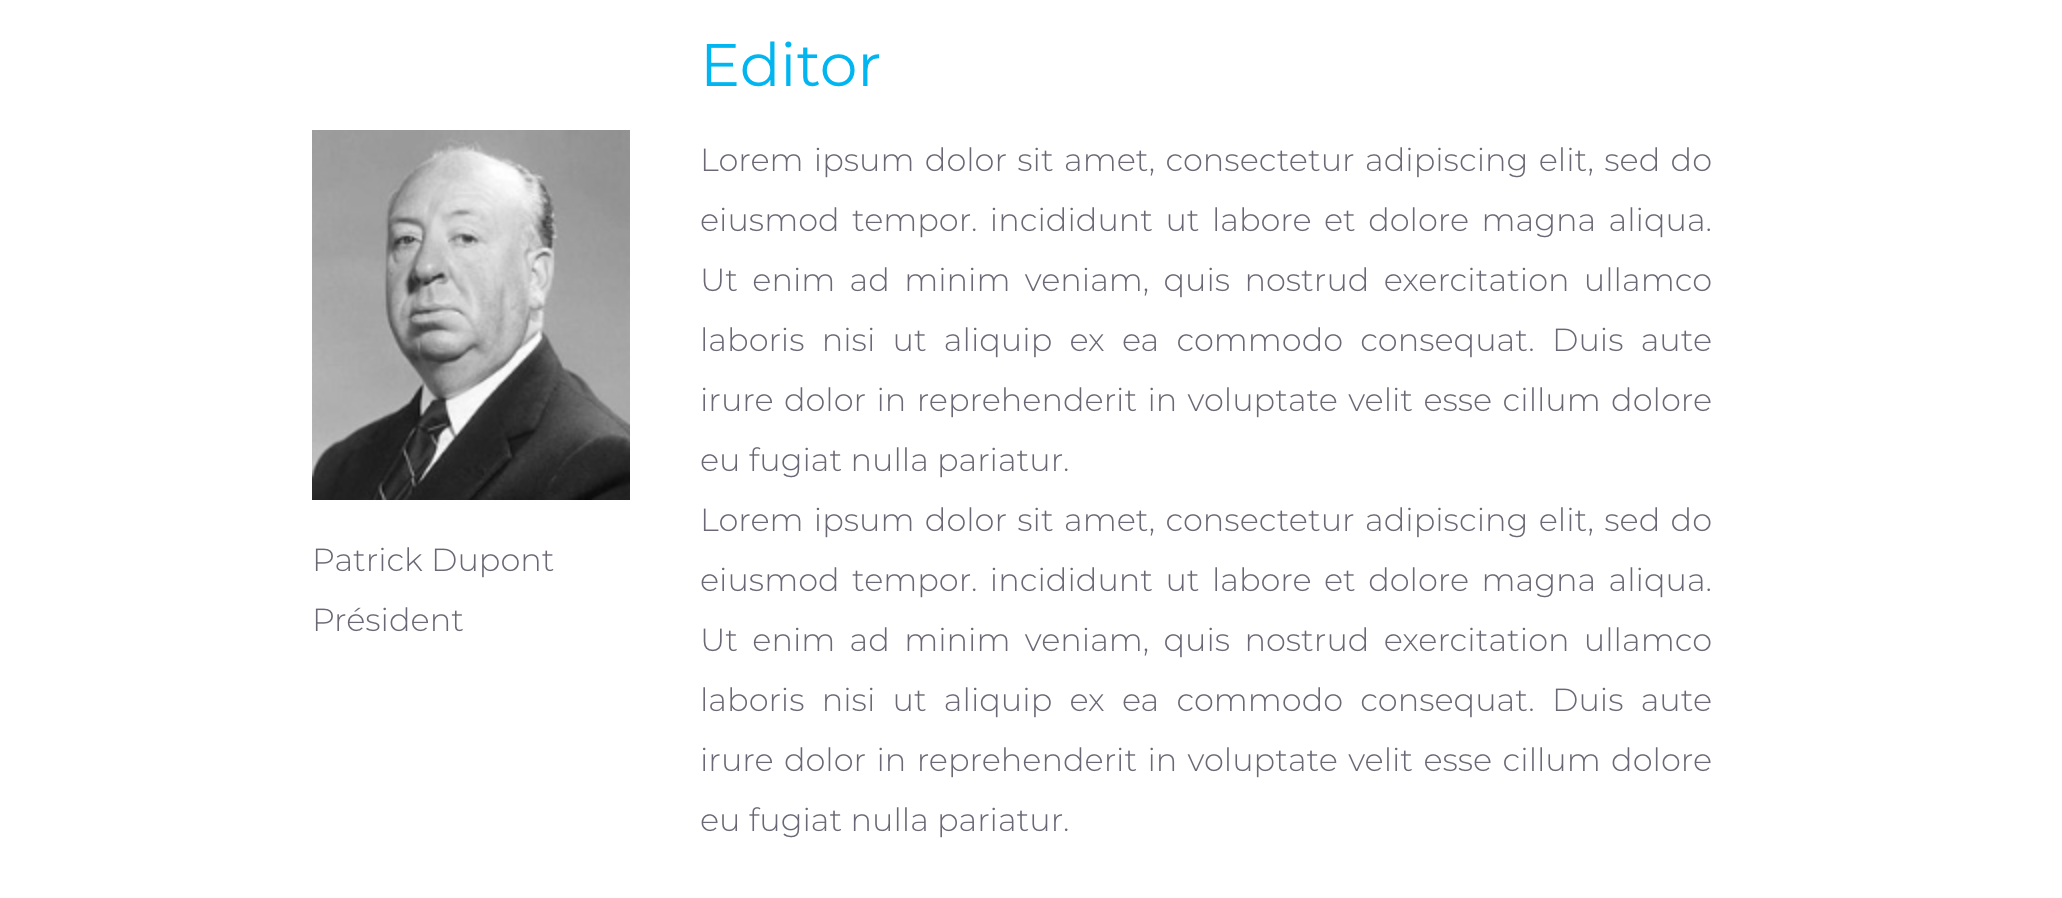 Editor
Lorem ipsum dolor sit amet, consectetur adipiscing elit, sed do
eiusmod tempor. incididunt ut labore et dolore magna aliqua.
Ut enim ad minim veniam, quis nostrud exercitation ullamco
laboris nisi ut aliquip ex ea commodo consequat. Duis aute
irure dolor in reprehenderit in voluptate velit esse cillum dolore
eu fugiat nulla pariatur.
Lorem ipsum dolor sit amet, consectetur adipiscing elit, sed do
eiusmod tempor. incididunt ut labore et dolore magna aliqua.
Ut enim ad minim veniam, quis nostrud exercitation ullamco
laboris nisi ut aliquip ex ea commodo consequat. Duis aute
irure dolor in reprehenderit in voluptate velit esse cillum dolore
eu fugiat nulla pariatur.
Patrick Dupont
Président